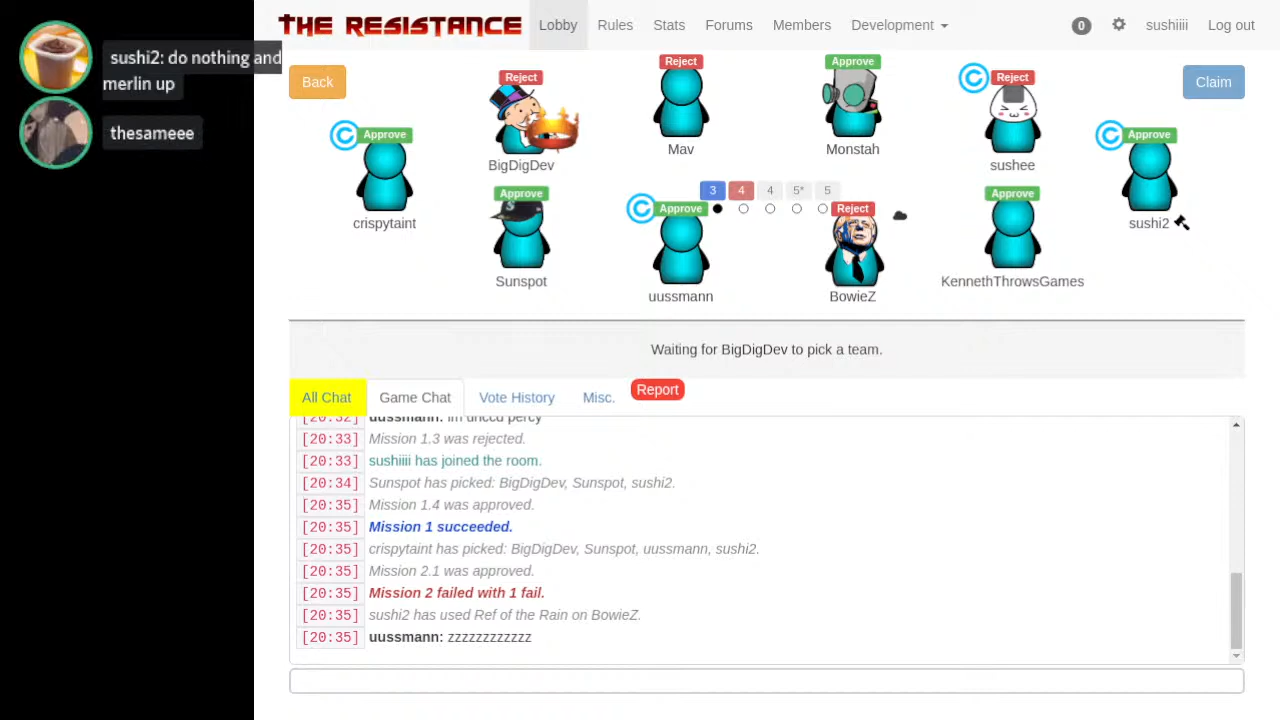 sushi2: do nothing and
merlin up
thesameee
THE RESISTANCE
Lobby Rules Stats Forums Members Development 0 sushiiii Log out
Back
Claim
Approve
crispytaint
Reject
BigDigDev
Reject
Mav
Approve
Monstah
Reject
sushee
Approve
sushi2
Approve
Sunspot
3 4 4 5* 5
Approve
uussmann
Reject
BowieZ
Approve
KennethThrowsGames
Waiting for BigDigDev to pick a team.
All Chat Game Chat Vote History Misc. Report
[20:32] uussmann: im unccd percy
[20:33] Mission 1.3 was rejected.
[20:33] sushiiii has joined the room.
[20:34] Sunspot has picked: BigDigDev, Sunspot, sushi2.
[20:35] Mission 1.4 was approved.
[20:35] Mission 1 succeeded.
[20:35] crispytaint has picked: BigDigDev, Sunspot, uussmann, sushi2.
[20:35] Mission 2.1 was approved.
[20:35] Mission 2 failed with 1 fail.
[20:35] sushi2 has used Ref of the Rain on BowieZ.
[20:35] uussmann: zzzzzzzzzzzz